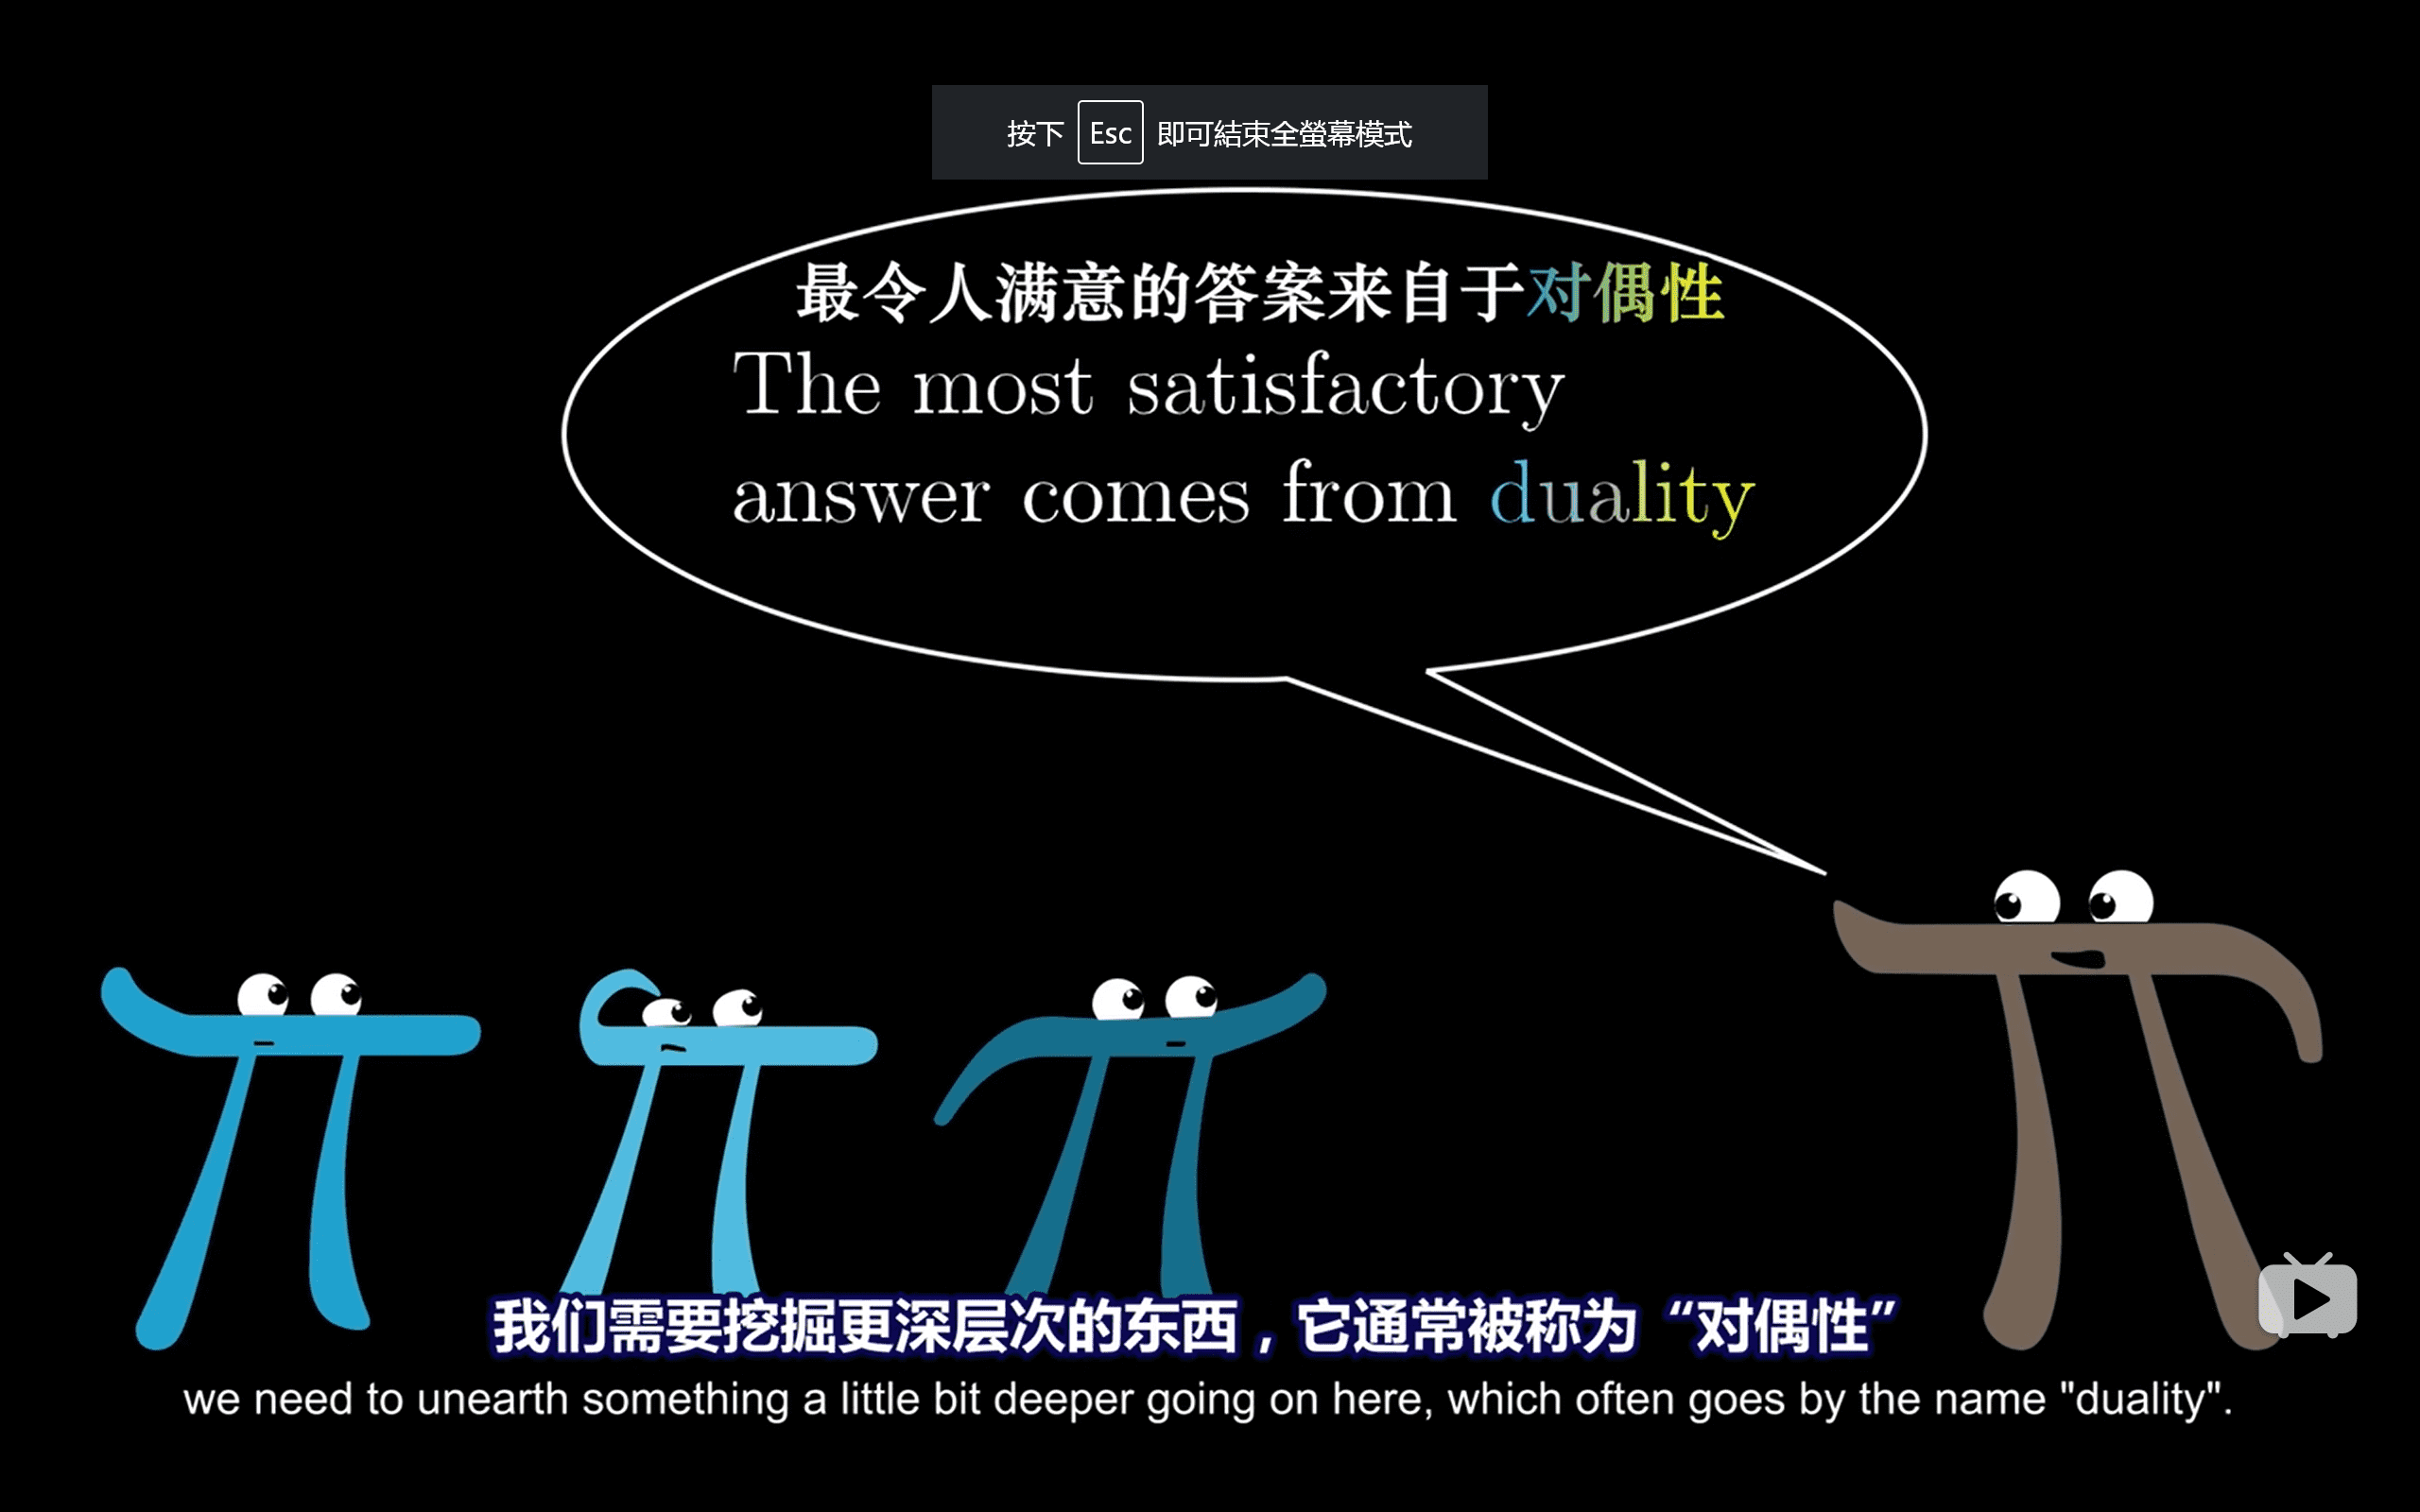 按下 Esc 即可結束全螢幕模式
最令人满意的答案来自于对偶性
The most satisfactory
answer comes from duality
我们需要挖掘更深层次的东西，它通常被称为“对偶性”
we need to unearth something a little bit deeper going on here, which often goes by the name "duality".